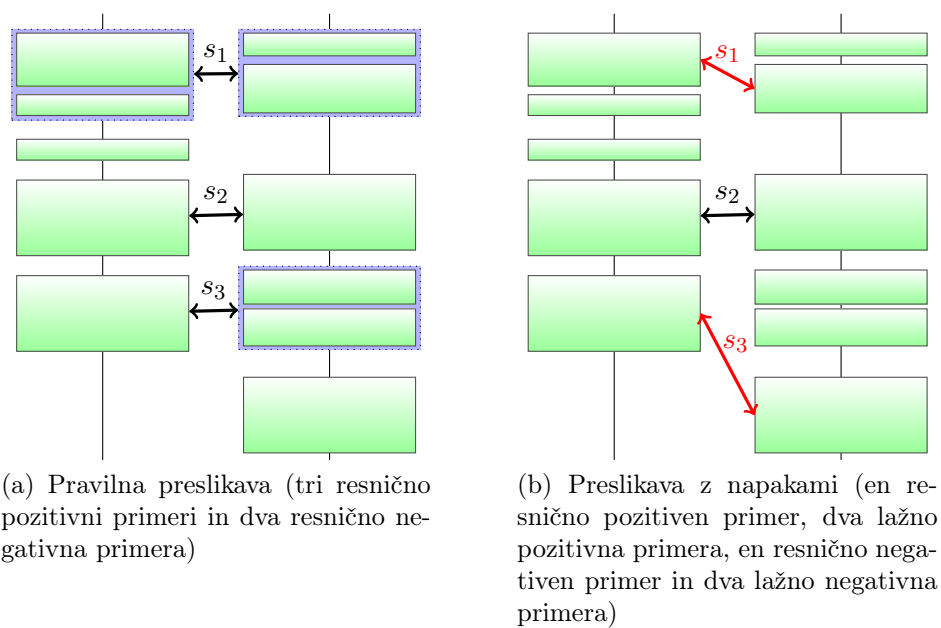 s1
s2
s3
(a) Pravilna preslikava (tri resnično
pozitivni primeri in dva resnično ne-
gativna primera)
s1
s2
s3
(b) Preslikava z napakami (en re-
snično pozitiven primer, dva lažno
pozitivna primera, en resnično nega-
tiven primer in dva lažno negativna
primera)